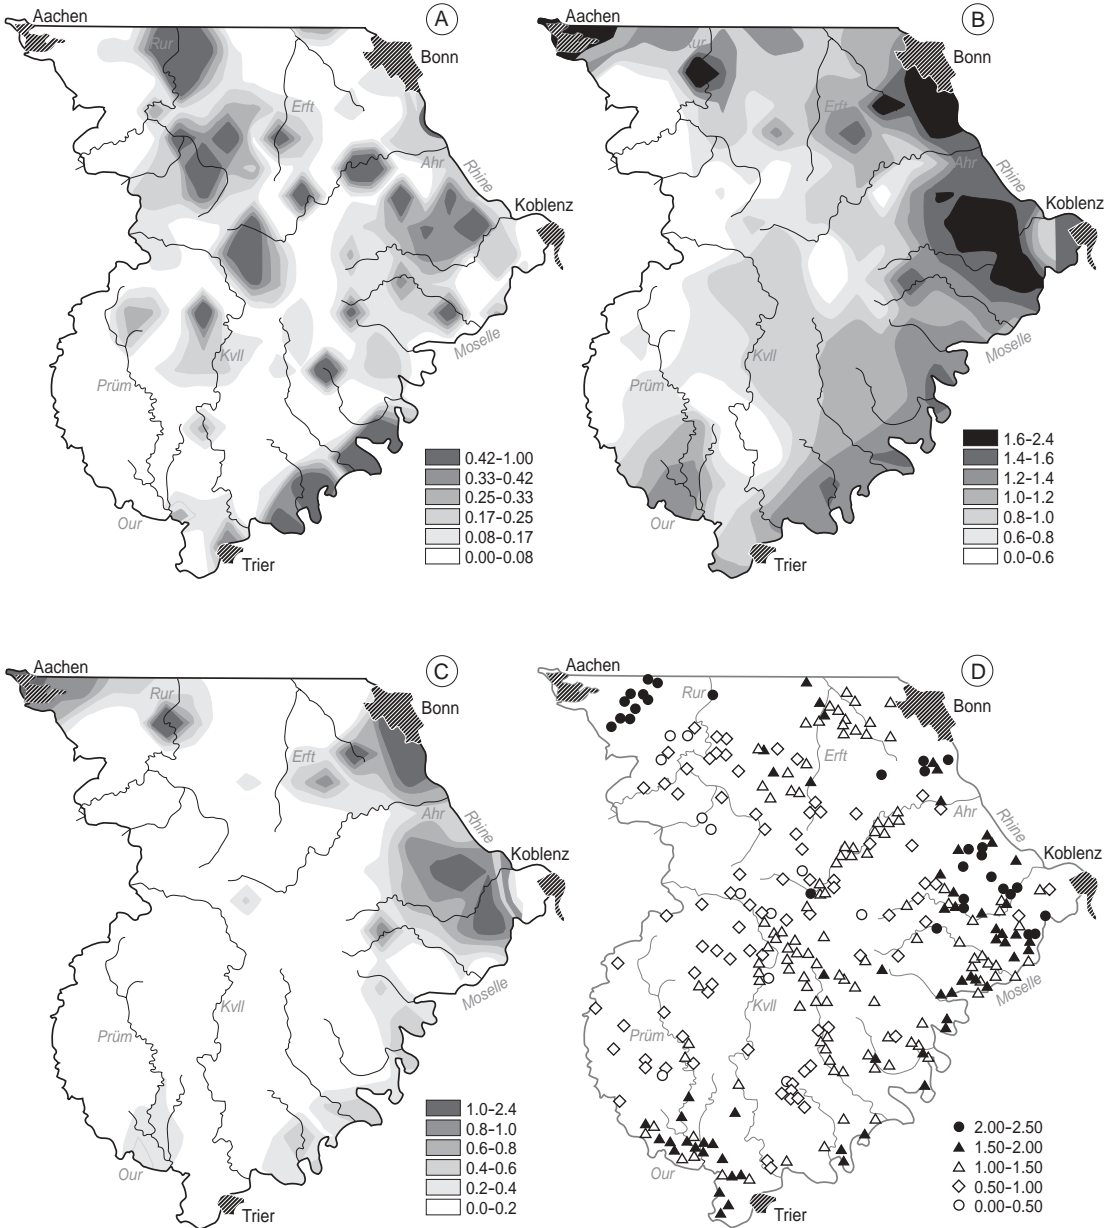 Aachen
A
Rur
Bonn
Erft
Ahr
Rhine
Koblenz
Moselle
Kyll
Prüm
Our
Trier
0.42–1.00
0.33–0.42
0.25–0.33
0.17–0.25
0.08–0.17
0.00–0.08
Aachen
B
Rur
Bonn
Erft
Ahr
Rhine
Koblenz
Moselle
Kyll
Prüm
Our
Trier
1.6–2.4
1.4–1.6
1.2–1.4
1.0–1.2
0.8–1.0
0.6–0.8
0.0–0.6
Aachen
C
Rur
Bonn
Erft
Ahr
Rhine
Koblenz
Moselle
Kyll
Prüm
Our
Trier
1.0–2.4
0.8–1.0
0.6–0.8
0.4–0.6
0.2–0.4
0.0–0.2
Aachen
D
Rur
Bonn
Erft
Ahr
Rhine
Koblenz
Moselle
Kyll
Prüm
Our
Trier
2.00–2.50
1.50–2.00
1.00–1.50
0.50–1.00
0.00–0.50